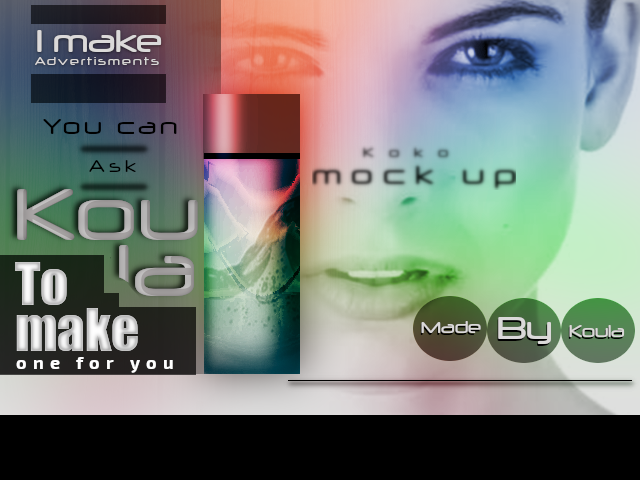 I make
Advertisments
You can
Ask
Kou
la
To
make
one for you
Koko
mock up
Made By Koula